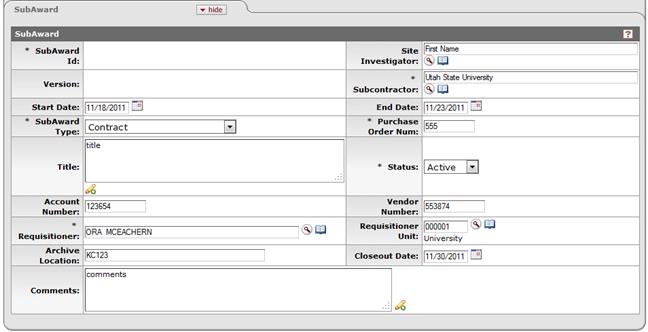 SubAward
hide
SubAward ?
* SubAward Id:
Site Investigator: First Name
Version:
* Subcontractor: Utah State University
Start Date: 11/18/2011
End Date: 11/23/2011
* SubAward Type: Contract
* Purchase Order Num: 555
Title: title
* Status: Active
Account Number: 123654
Vendor Number: 553874
* Requisitioner: ORA MCEACHERN
Requisitioner Unit: 000001
University
Archive Location: KC123
Closeout Date: 11/30/2011
Comments: comments